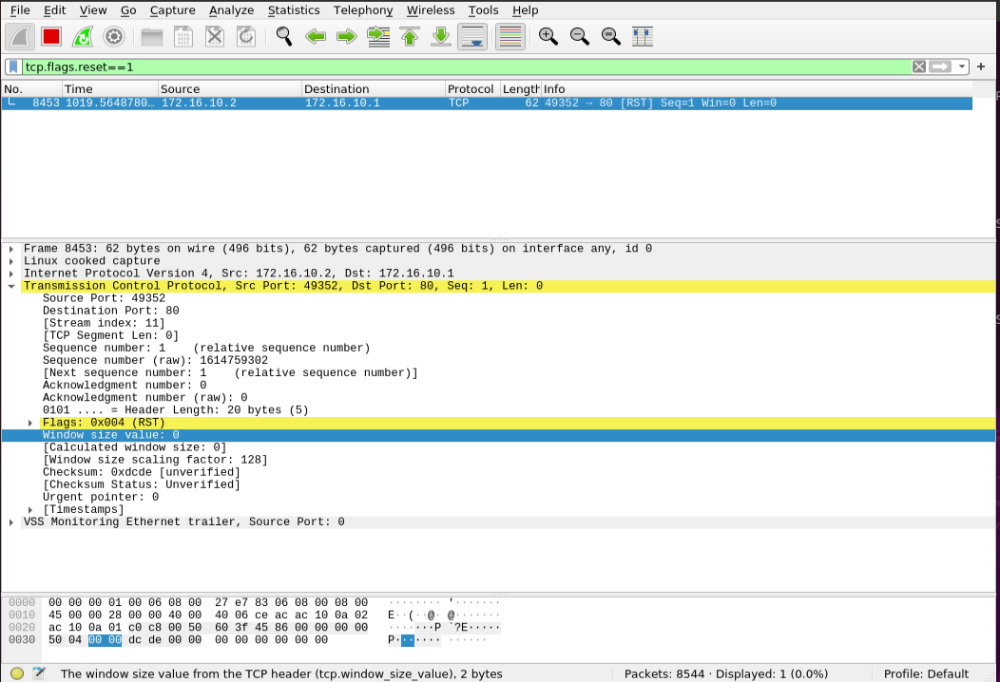 File Edit View Go Capture Analyze Statistics Telephony Wireless Tools Help
tcp.flags.reset==1
No. Time Source Destination Protocol Length Info
8453 1019.5648780… 172.16.10.2 172.16.10.1 TCP 62 49352 → 80 [RST] Seq=1 Win=0 Len=0
Frame 8453: 62 bytes on wire (496 bits), 62 bytes captured (496 bits) on interface any, id 0
Linux cooked capture
Internet Protocol Version 4, Src: 172.16.10.2, Dst: 172.16.10.1
Transmission Control Protocol, Src Port: 49352, Dst Port: 80, Seq: 1, Len: 0
Source Port: 49352
Destination Port: 80
[Stream index: 11]
[TCP Segment Len: 0]
Sequence number: 1    (relative sequence number)
Sequence number (raw): 1614759302
[Next sequence number: 1    (relative sequence number)]
Acknowledgment number: 0
Acknowledgment number (raw): 0
0101 .... = Header Length: 20 bytes (5)
Flags: 0x004 (RST)
Window size value: 0
[Calculated window size: 0]
[Window size scaling factor: 128]
Checksum: 0xdcde [unverified]
[Checksum Status: Unverified]
Urgent pointer: 0
[Timestamps]
VSS Monitoring Ethernet trailer, Source Port: 0
0000 00 00 00 01 00 06 08 00 27 e7 83 06 08 00 08 00 ········ '·······
0010 45 00 00 28 00 00 40 00 40 06 ce ac ac 10 0a 02 E··(··@· @·······
0020 ac 10 0a 01 c0 c8 00 50 60 3f 45 86 00 00 00 00 ·······P `?E·····
0030 50 04 00 00 dc de 00 00 00 00 00 00 00 00 P······· ······
The window size value from the TCP header (tcp.window_size_value), 2 bytes Packets: 8544 · Displayed: 1 (0.0%) Profile: Default